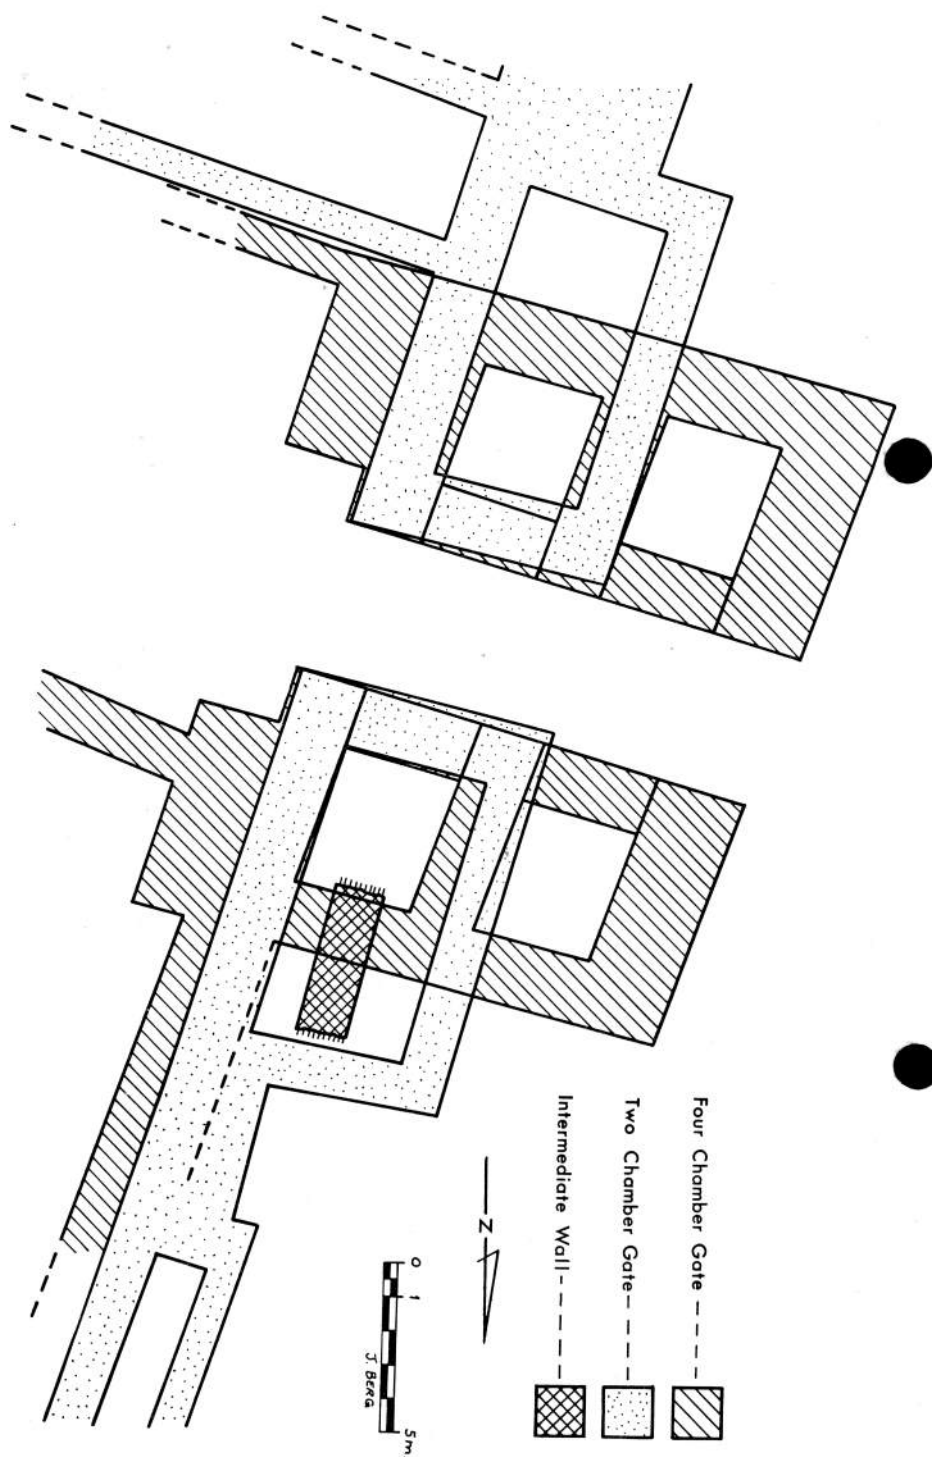 Four Chamber Gate ----
Two Chamber Gate----
Intermediate Wall-----
N
0
1
5m
J. BERG